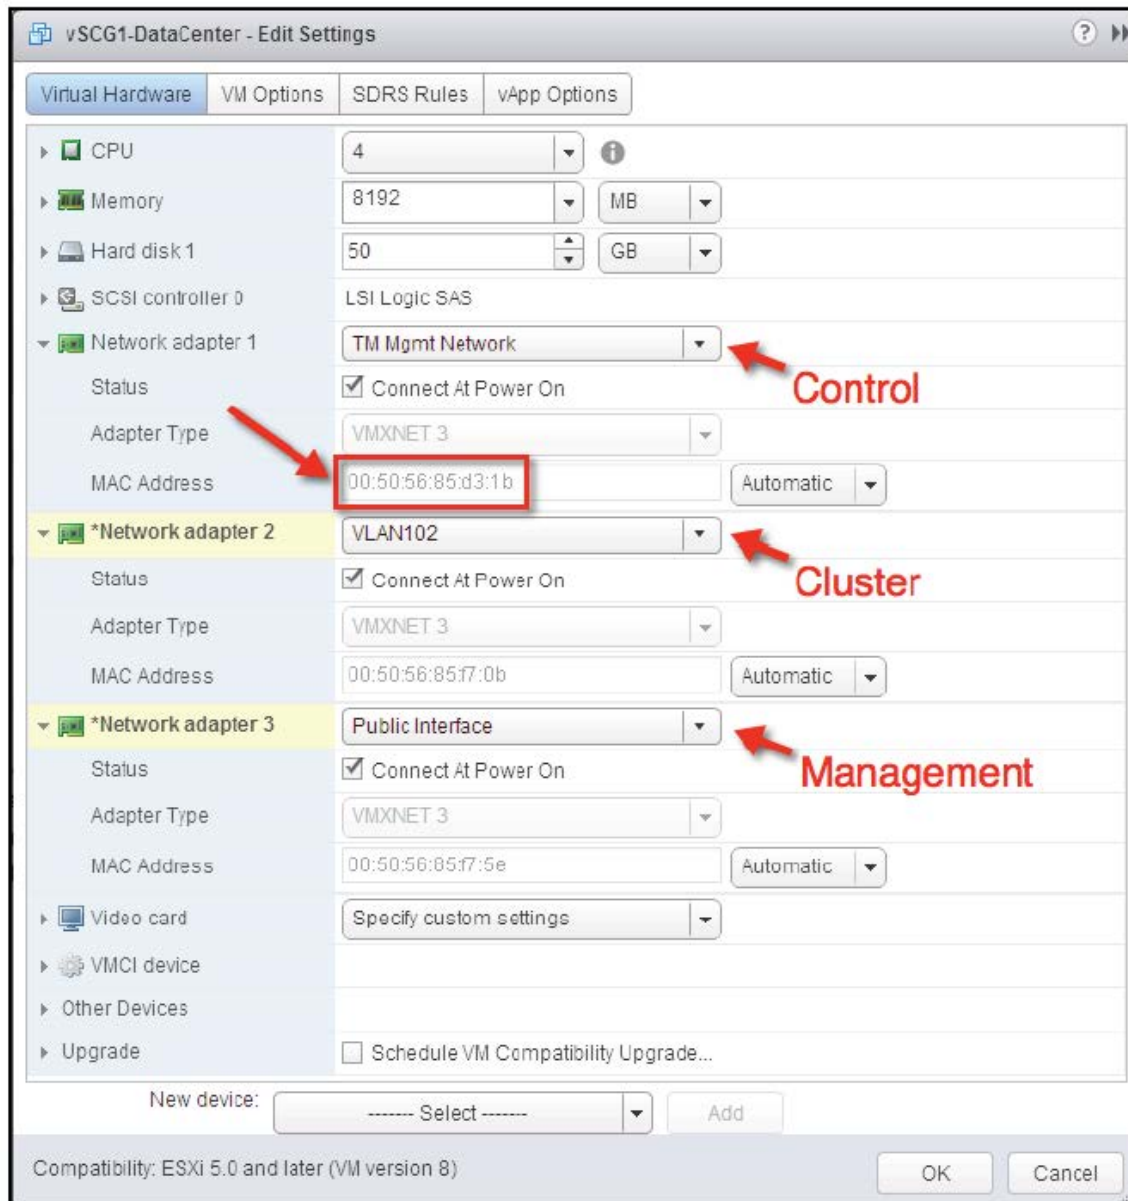 vSCG1-DataCenter - Edit Settings
Virtual Hardware VM Options SDRS Rules vApp Options
CPU 4
Memory 8192 MB
Hard disk 1 50 GB
SCSI controller 0 LSI Logic SAS
Network adapter 1 TM Mgmt Network
Control
Status Connect At Power On
Adapter Type VMXNET 3
MAC Address 00:50:56:85:d3:1b Automatic
*Network adapter 2 VLAN102
Cluster
Status Connect At Power On
Adapter Type VMXNET 3
MAC Address 00:50:56:85:f7:0b Automatic
*Network adapter 3 Public Interface
Management
Status Connect At Power On
Adapter Type VMXNET 3
MAC Address 00:50:56:85:f7:5e Automatic
Video card Specify custom settings
VMCI device
Other Devices
Upgrade Schedule VM Compatibility Upgrade...
New device: ------- Select ------- Add
Compatibility: ESXi 5.0 and later (VM version 8) OK Cancel